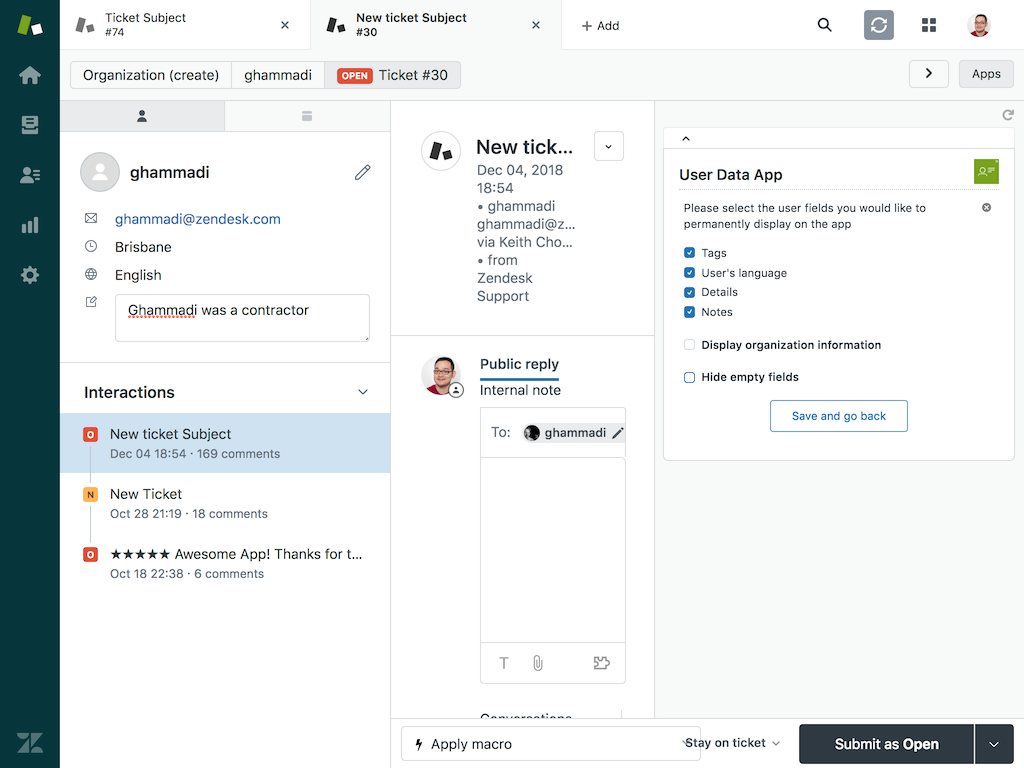 Ticket Subject
#74
New ticket Subject
#30
Add
Organization (create)
ghammadi
OPEN Ticket #30
Apps
ghammadi
ghammadi@zendesk.com
Brisbane
English
Ghammadi was a contractor
Interactions
O
New ticket Subject
Dec 04 18:54 · 169 comments
N
New Ticket
Oct 28 21:19 · 18 comments
O
★★★★★ Awesome App! Thanks for t...
Oct 18 22:38 · 6 comments
New tick...
Dec 04, 2018
18:54
• ghammadi
ghammadi@z...
via Keith Cho...
• from
Zendesk
Support
Public reply
Internal note
To: ghammadi
T
Conversations
User Data App
Please select the user fields you would like to
permanently display on the app
Tags
User's language
Details
Notes
Display organization information
Hide empty fields
Save and go back
Apply macro
Stay on ticket
Submit as Open